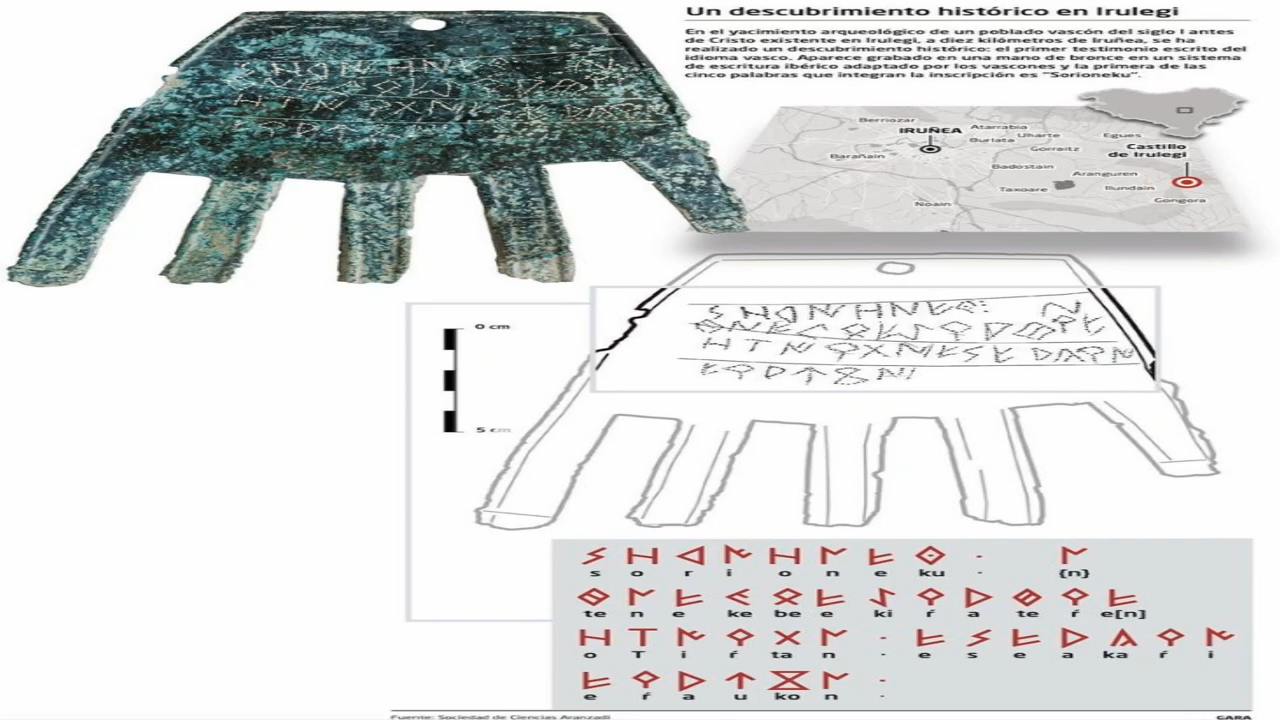 Un descubrimiento histórico en Irulegi
En el yacimiento arqueológico de un poblado vascón del siglo I antes
de Cristo existente en Irulegi, a diez kilómetros de Iruñea, se ha
realizado un descubrimiento histórico: el primer testimonio escrito del
idioma vasco. Aparece grabado en una mano de bronce en un sistema
de escritura ibérico adaptado por los vascones y la primera de las
cinco palabras que integran la inscripción es "Sorioneku".
Berriozar
IRUÑEA
Atarrabia
Uharte
Burlata
Egues
Gorraitz
Barañain
Castillo
de Irulegi
Badostain
Aranguren
Taxoare
Ilundain
Noain
Gongora
0 cm
5 cm
s o r i o n e ku · {n}
te n e ke be e ki ŕ a te ŕ e[n]
o T i ŕ ta n · e s e a ka ŕ i
e ŕ a u ko n ·
Fuente: Sociedad de Ciencias Aranzadi
GARA